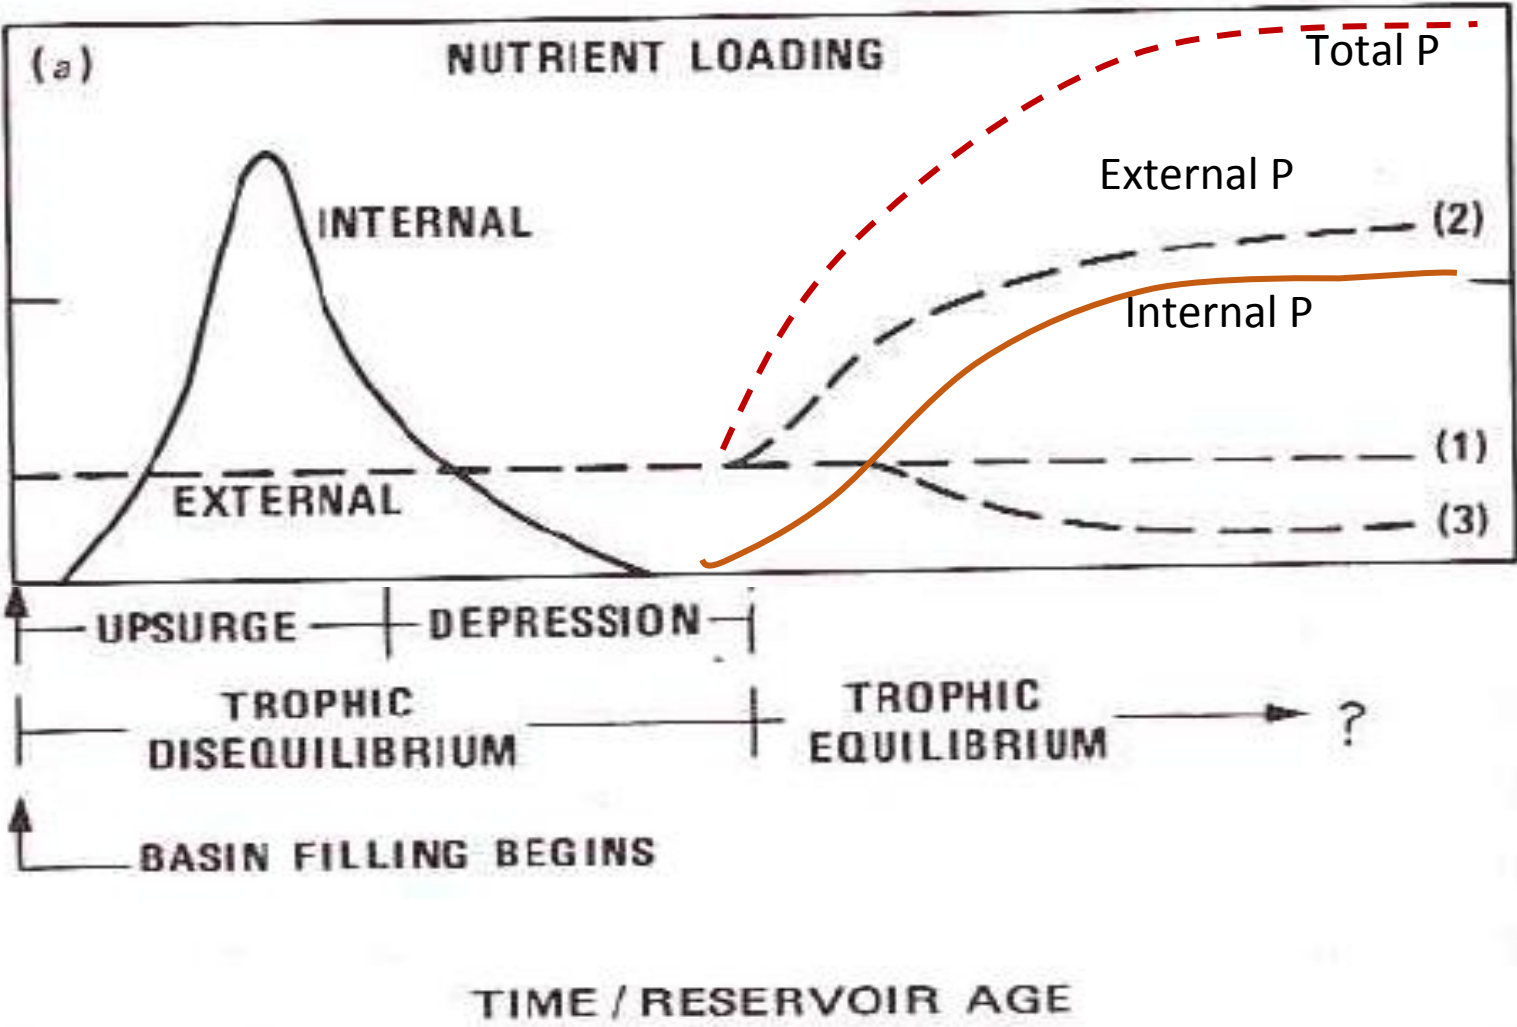 (a)
NUTRIENT LOADING
Total P
External P
(2)
INTERNAL
Internal P
(1)
EXTERNAL
(3)
UPSURGE
DEPRESSION
TROPHIC
DISEQUILIBRIUM
TROPHIC
EQUILIBRIUM
?
BASIN FILLING BEGINS
TIME / RESERVOIR AGE